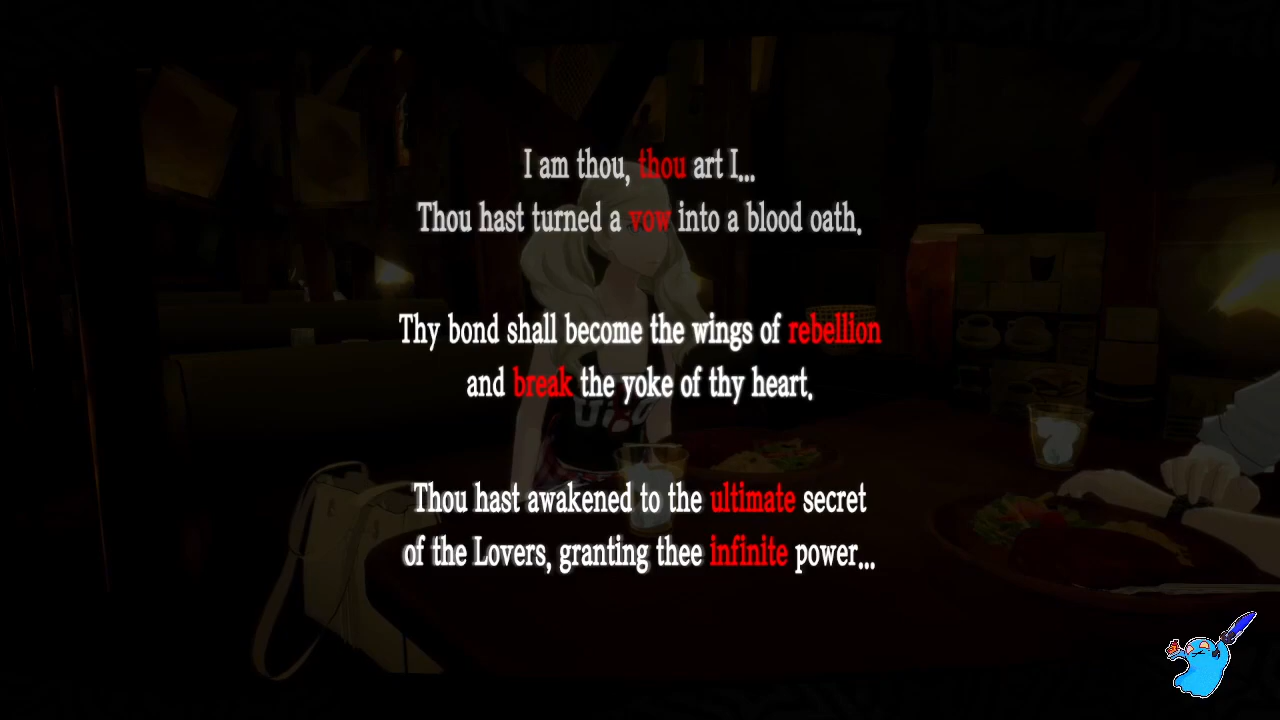 I am thou, thou art I...
Thou hast turned a vow into a blood oath.
Thy bond shall become the wings of rebellion
and break the yoke of thy heart.
Thou hast awakened to the ultimate secret
of the Lovers, granting thee infinite power...